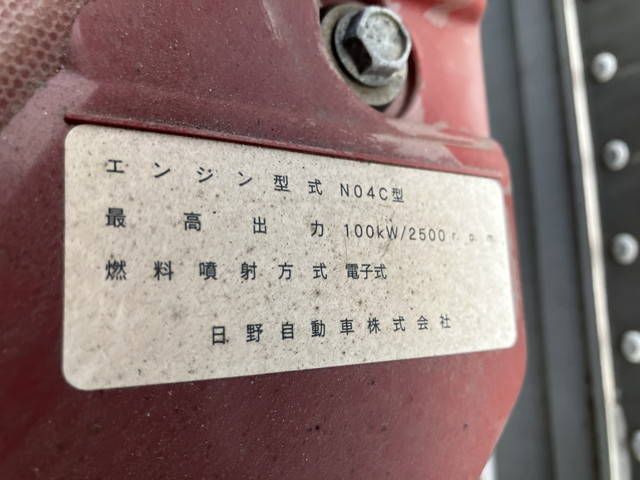 エンジン型式 N04C型
最高出力 100kW/2500r.p.m
燃料噴射方式 電子式
日野自動車株式会社